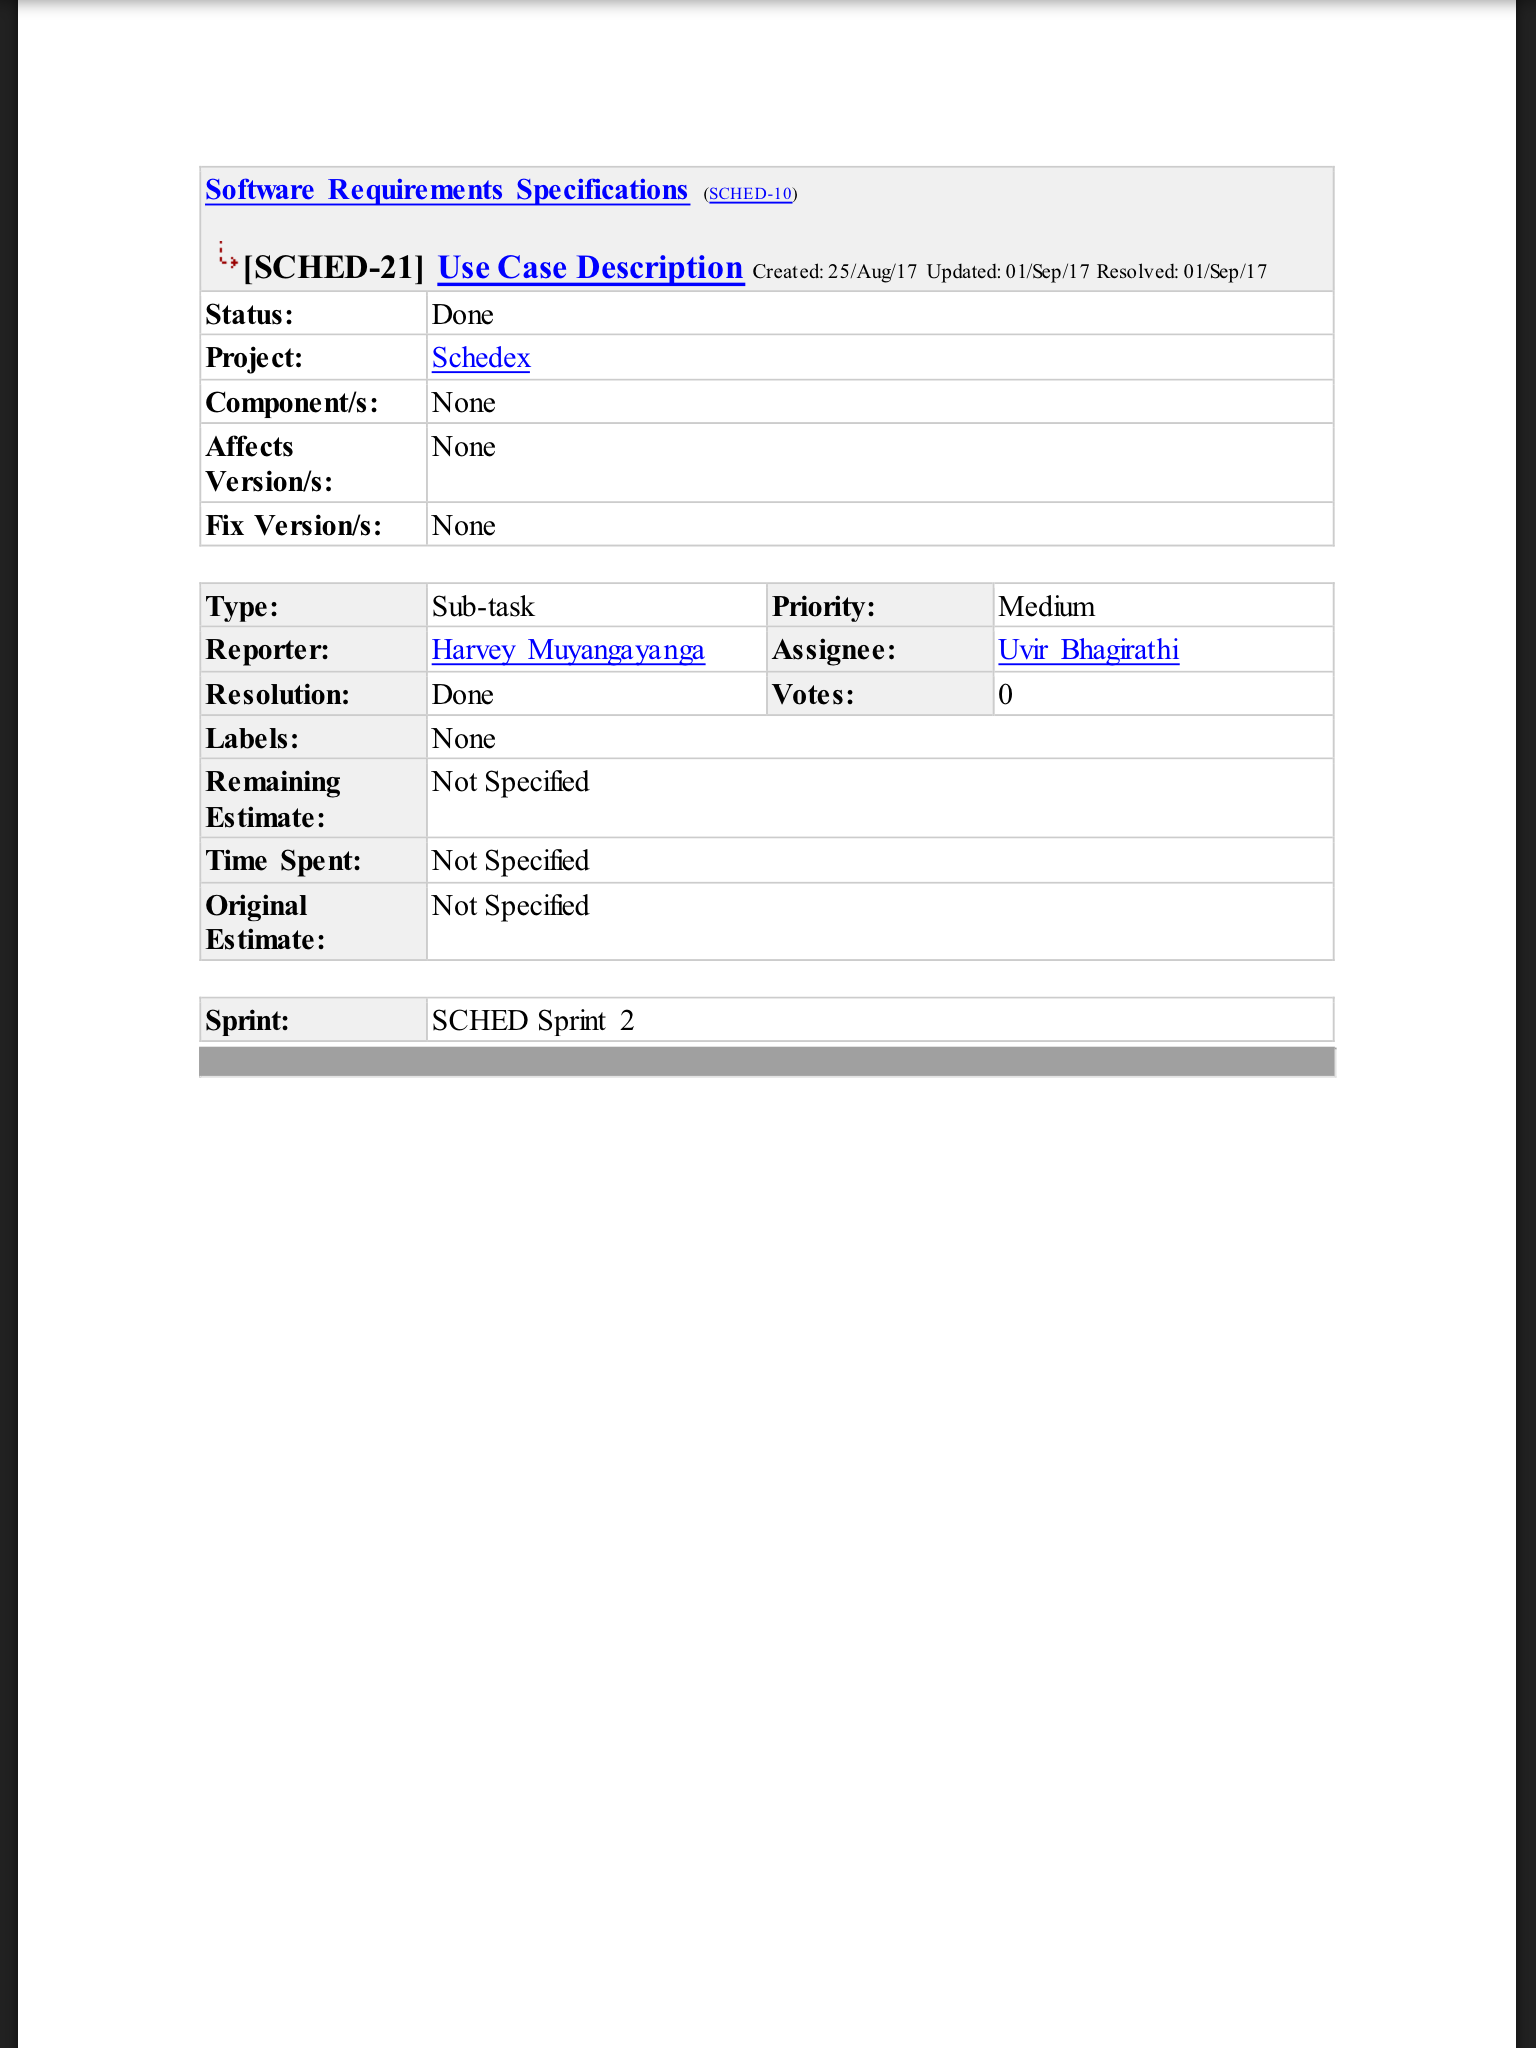 Software Requirements Specifications (SCHED-10)
[SCHED-21] Use Case Description Created: 25/Aug/17 Updated: 01/Sep/17 Resolved: 01/Sep/17
Status: Done
Project: Schedex
Component/s: None
Affects None
Version/s:
Fix Version/s: None
Type: Sub-task Priority: Medium
Reporter: Harvey Muyangayanga Assignee: Uvir Bhagirathi
Resolution: Done Votes: 0
Labels: None
Remaining Not Specified
Estimate:
Time Spent: Not Specified
Original Not Specified
Estimate:
Sprint: SCHED Sprint 2